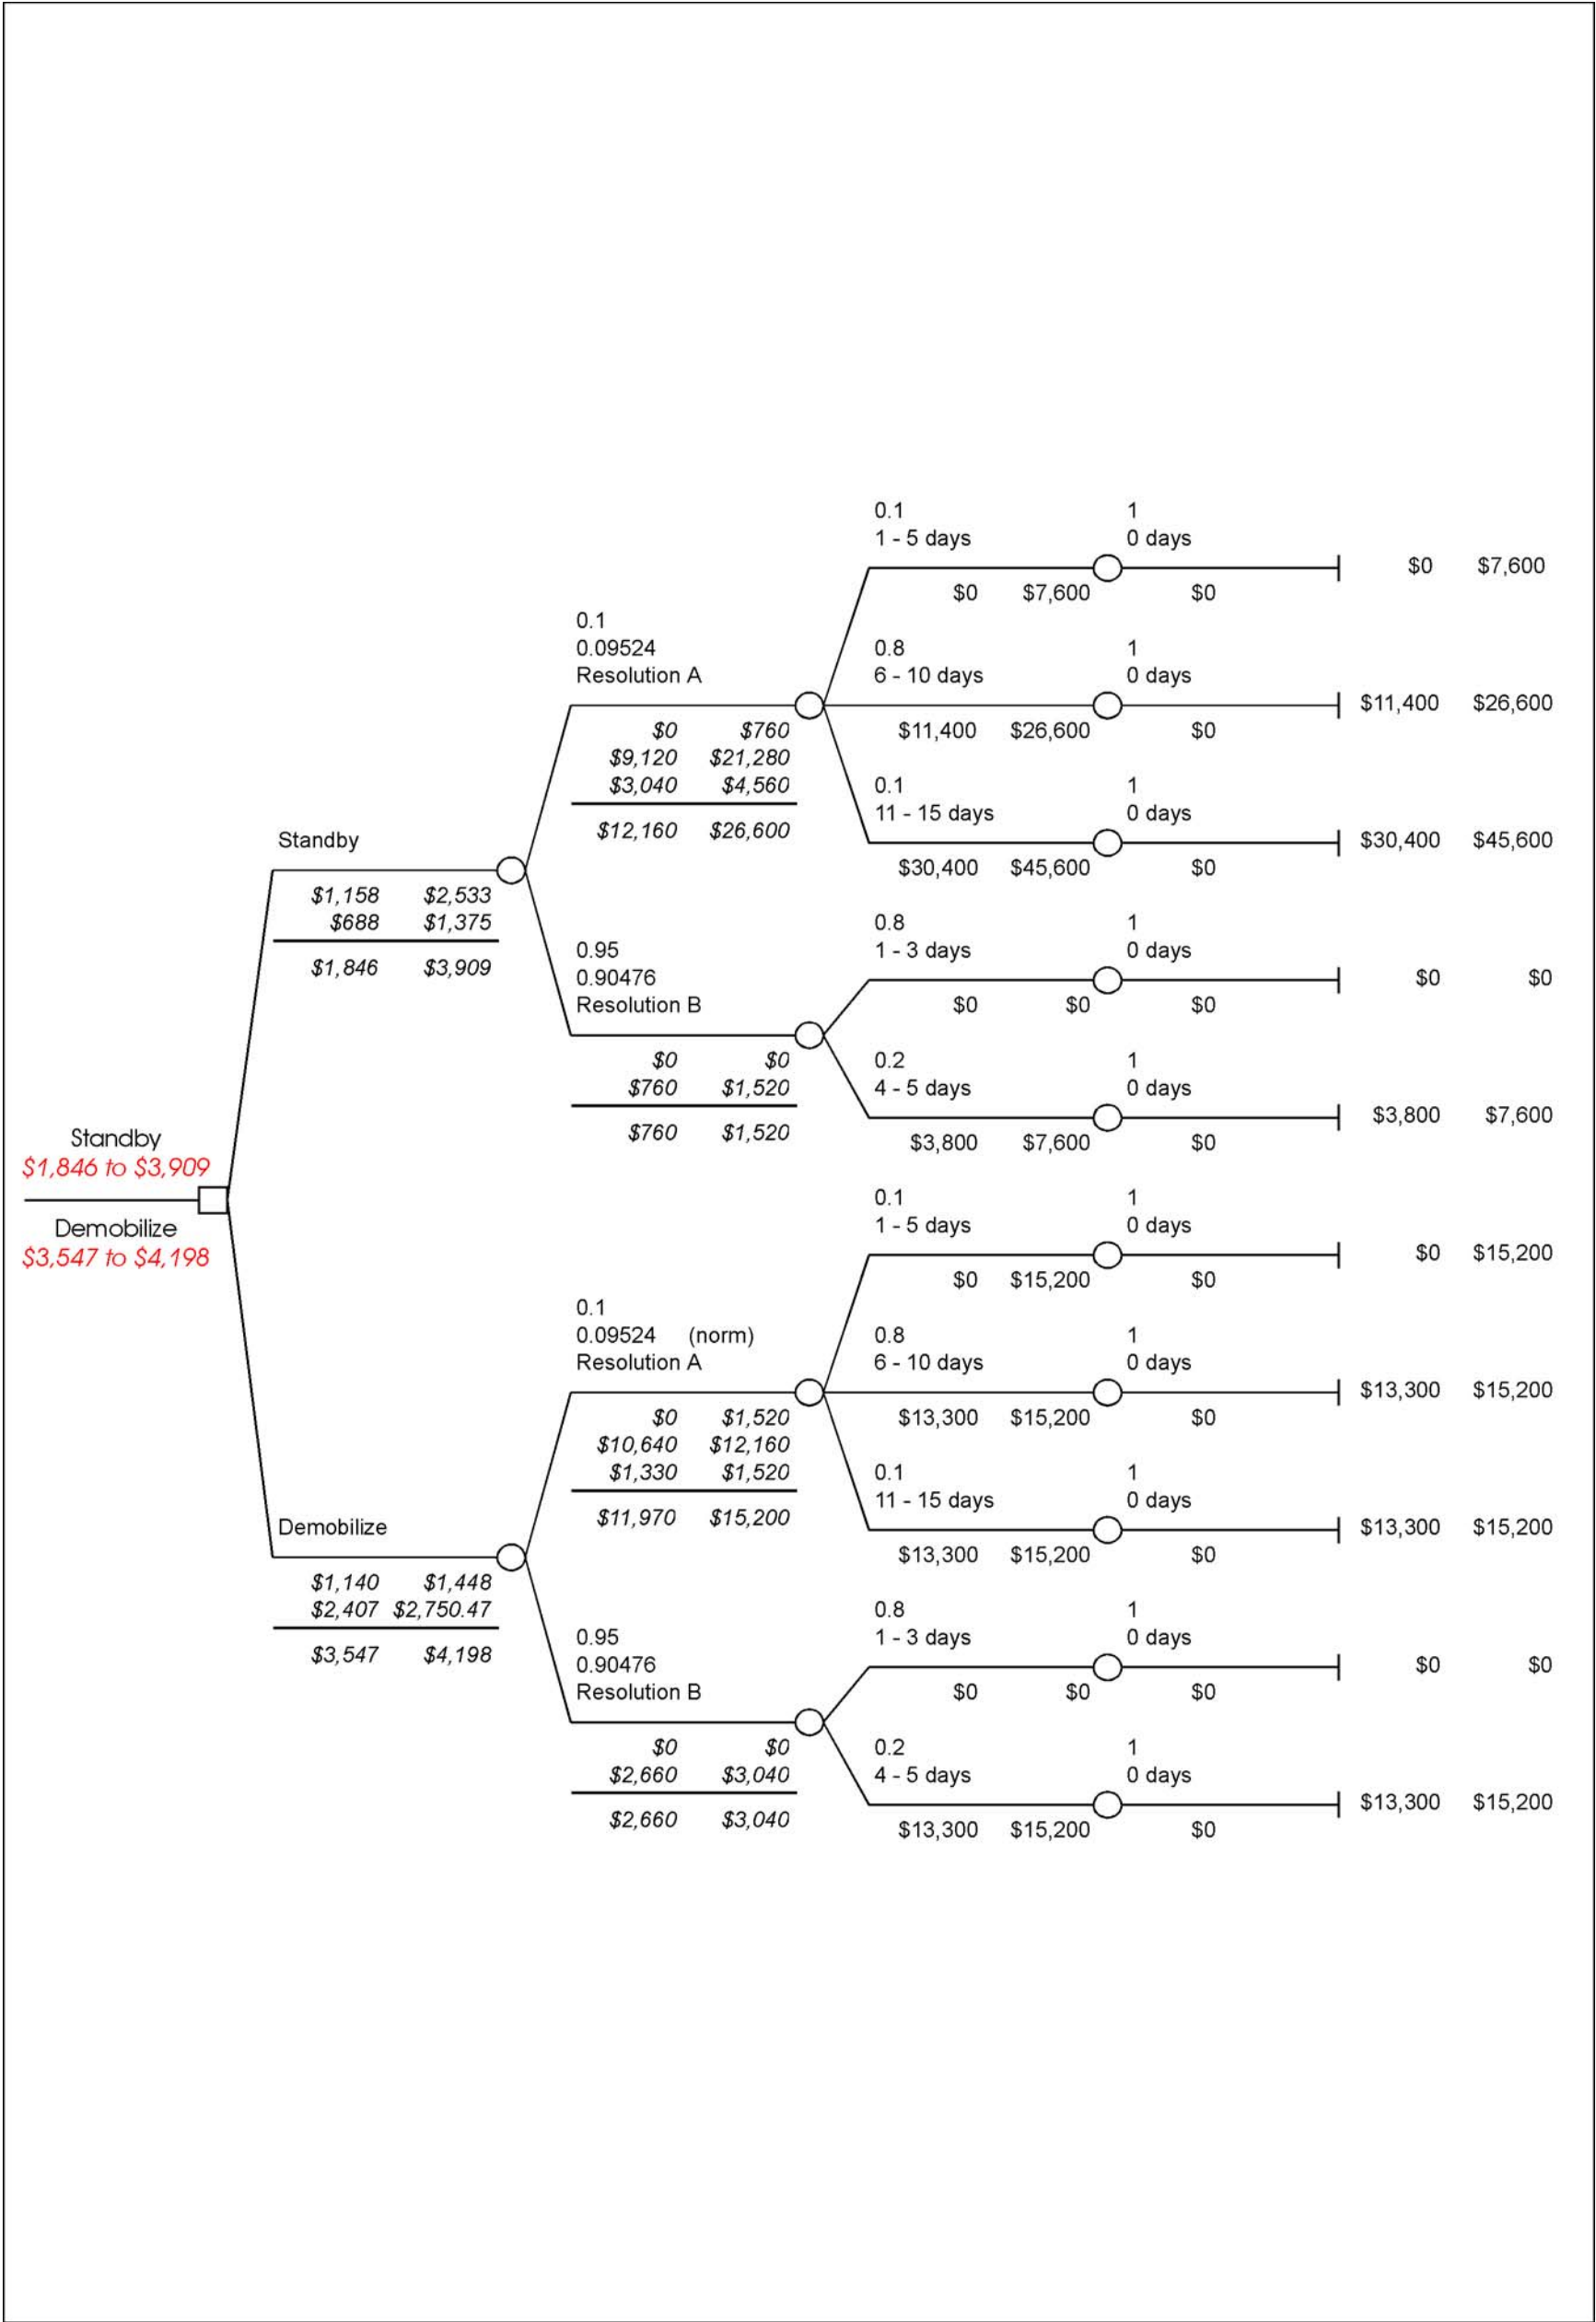 0.1 1
1 - 5 days 0 days
$0 $7,600
$0 $7,600 $0
0.1
0.09524
Resolution A
0.8 1
6 - 10 days 0 days
$11,400 $26,600
$0 $760
$11,400 $26,600 $0
$9,120 $21,280
$3,040 $4,560
0.1 1
11 - 15 days 0 days
$12,160 $26,600
$30,400 $45,600
Standby
$30,400 $45,600 $0
$1,158 $2,533
$688 $1,375
$1,846 $3,909
0.8 1
0.95
1 - 3 days 0 days
0.90476
$0 $0
Resolution B
$0 $0 $0
$0 $0
0.2 1
$760 $1,520
4 - 5 days 0 days
$3,800 $7,600
$760 $1,520
$3,800 $7,600 $0
Standby
$1,846 to $3,909
Demobilize
$3,547 to $4,198
0.1 1
1 - 5 days 0 days
$0 $15,200
$0 $15,200 $0
0.1
0.09524 (norm)
Resolution A
0.8 1
6 - 10 days 0 days
$13,300 $15,200
$0 $1,520
$13,300 $15,200 $0
$10,640 $12,160
$1,330 $1,520
0.1 1
11 - 15 days 0 days
$11,970 $15,200
$13,300 $15,200
Demobilize
$13,300 $15,200 $0
$1,140 $1,448
$2,407 $2,750.47
$3,547 $4,198
0.8 1
0.95
1 - 3 days 0 days
0.90476
$0 $0
Resolution B
$0 $0 $0
$0 $0
0.2 1
$2,660 $3,040
4 - 5 days 0 days
$13,300 $15,200
$2,660 $3,040
$13,300 $15,200 $0